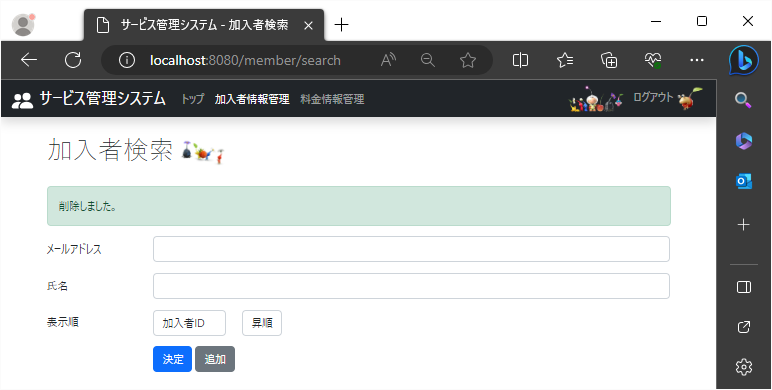 サービス管理システム - 加入者検索
localhost:8080/member/search
サービス管理システム トップ 加入者情報管理 料金情報管理 ログアウト
加入者検索
削除しました。
メールアドレス
氏名
表示順 加入者ID 昇順
決定 追加